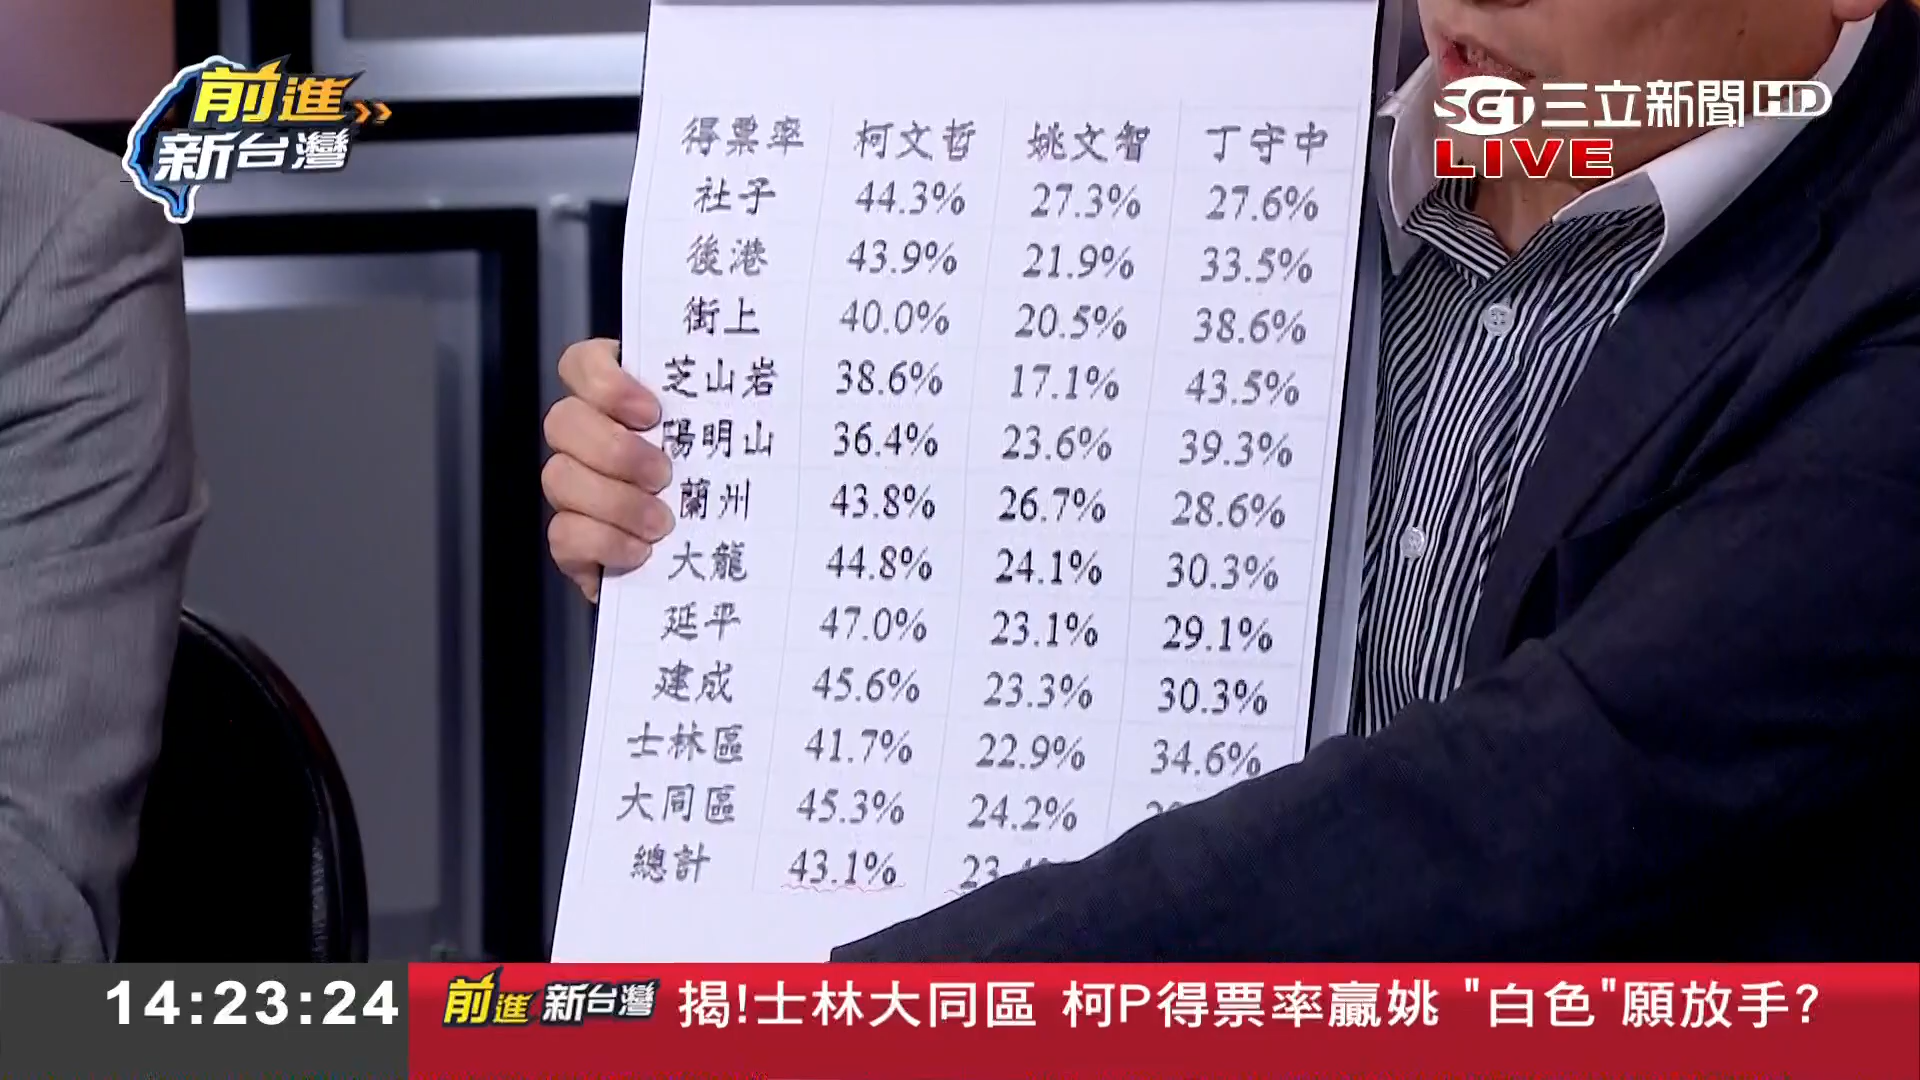 前進
新台灣
SET三立新聞HD
LIVE
得票率 柯文哲 姚文智 丁守中
社子 44.3% 27.3% 27.6%
後港 43.9% 21.9% 33.5%
街上 40.0% 20.5% 38.6%
芝山岩 38.6% 17.1% 43.5%
陽明山 36.4% 23.6% 39.3%
蘭州 43.8% 26.7% 28.6%
大龍 44.8% 24.1% 30.3%
延平 47.0% 23.1% 29.1%
建成 45.6% 23.3% 30.3%
士林區 41.7% 22.9% 34.6%
大同區 45.3% 24.2%
總計 43.1%
14:23:24 前進新台灣 揭!士林大同區 柯P得票率贏姚 "白色"願放手?